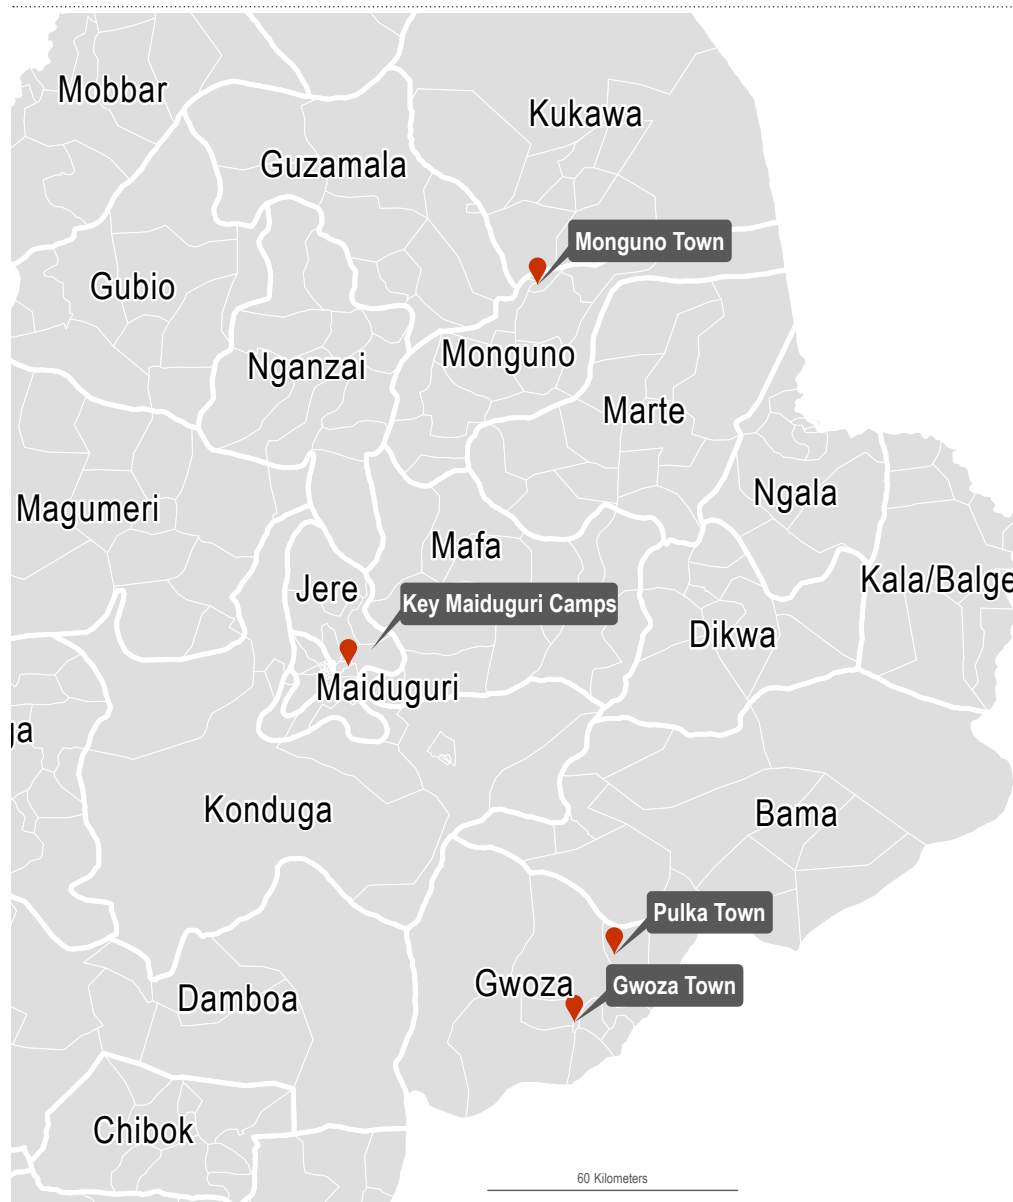 Mobbar
Kukawa
Guzamala
Monguno Town
Gubio
Monguno
Nganzai
Marte
Ngala
Magumeri
Mafa
Kala/Balge
Jere
Key Maiduguri Camps
Dikwa
Maiduguri
ga
Konduga
Bama
Pulka Town
Gwoza
Gwoza Town
Damboa
Chibok
60 Kilometers